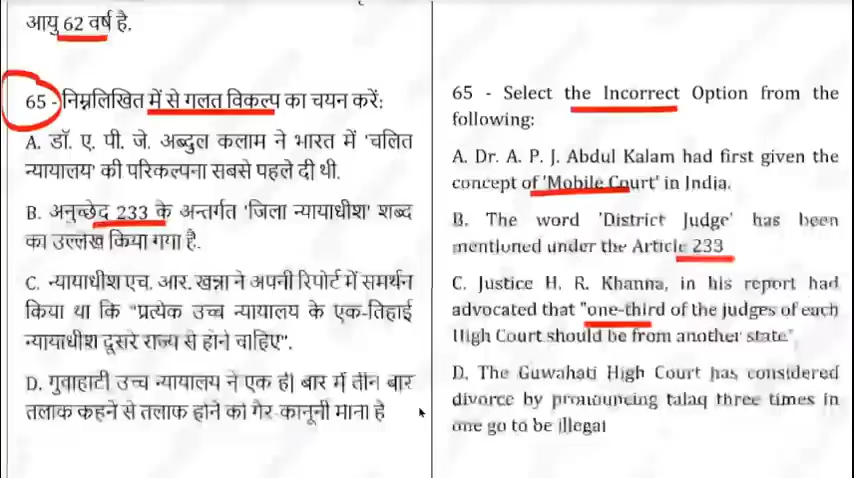 आयु 62 वर्ष है.
65 - निम्नलिखित में से गलत विकल्प का चयन करें:
A. डॉ. ए. पी. जे. अब्दुल कलाम ने भारत में 'चलित
न्यायालय' की परिकल्पना सबसे पहले दी थी.
B. अनुच्छेद 233 के अन्तर्गत 'जिला न्यायाधीश' शब्द
का उल्लेख किया गया है.
C. न्यायाधीश एच. आर. खन्ना ने अपनी रिपोर्ट में समर्थन
किया था कि "प्रत्येक उच्च न्यायालय के एक-तिहाई
न्यायाधीश दूसरे राज्य से होने चाहिए".
D. गुवाहाटी उच्च न्यायालय ने एक ही बार में तीन बार
तलाक कहने से तलाक होने को गैर-कानूनी माना है
65 - Select the Incorrect Option from the
following:
A. Dr. A. P. J. Abdul Kalam had first given the
concept of 'Mobile Court' in India.
B. The word 'District Judge' has been
mentioned under the Article 233
C. Justice H. R. Khanna, in his report had
advocated that "one-third of the judges of each
High Court should be from another state"
D. The Guwahati High Court has considered
divorce by pronouncing talaq three times in
one go to be illegal